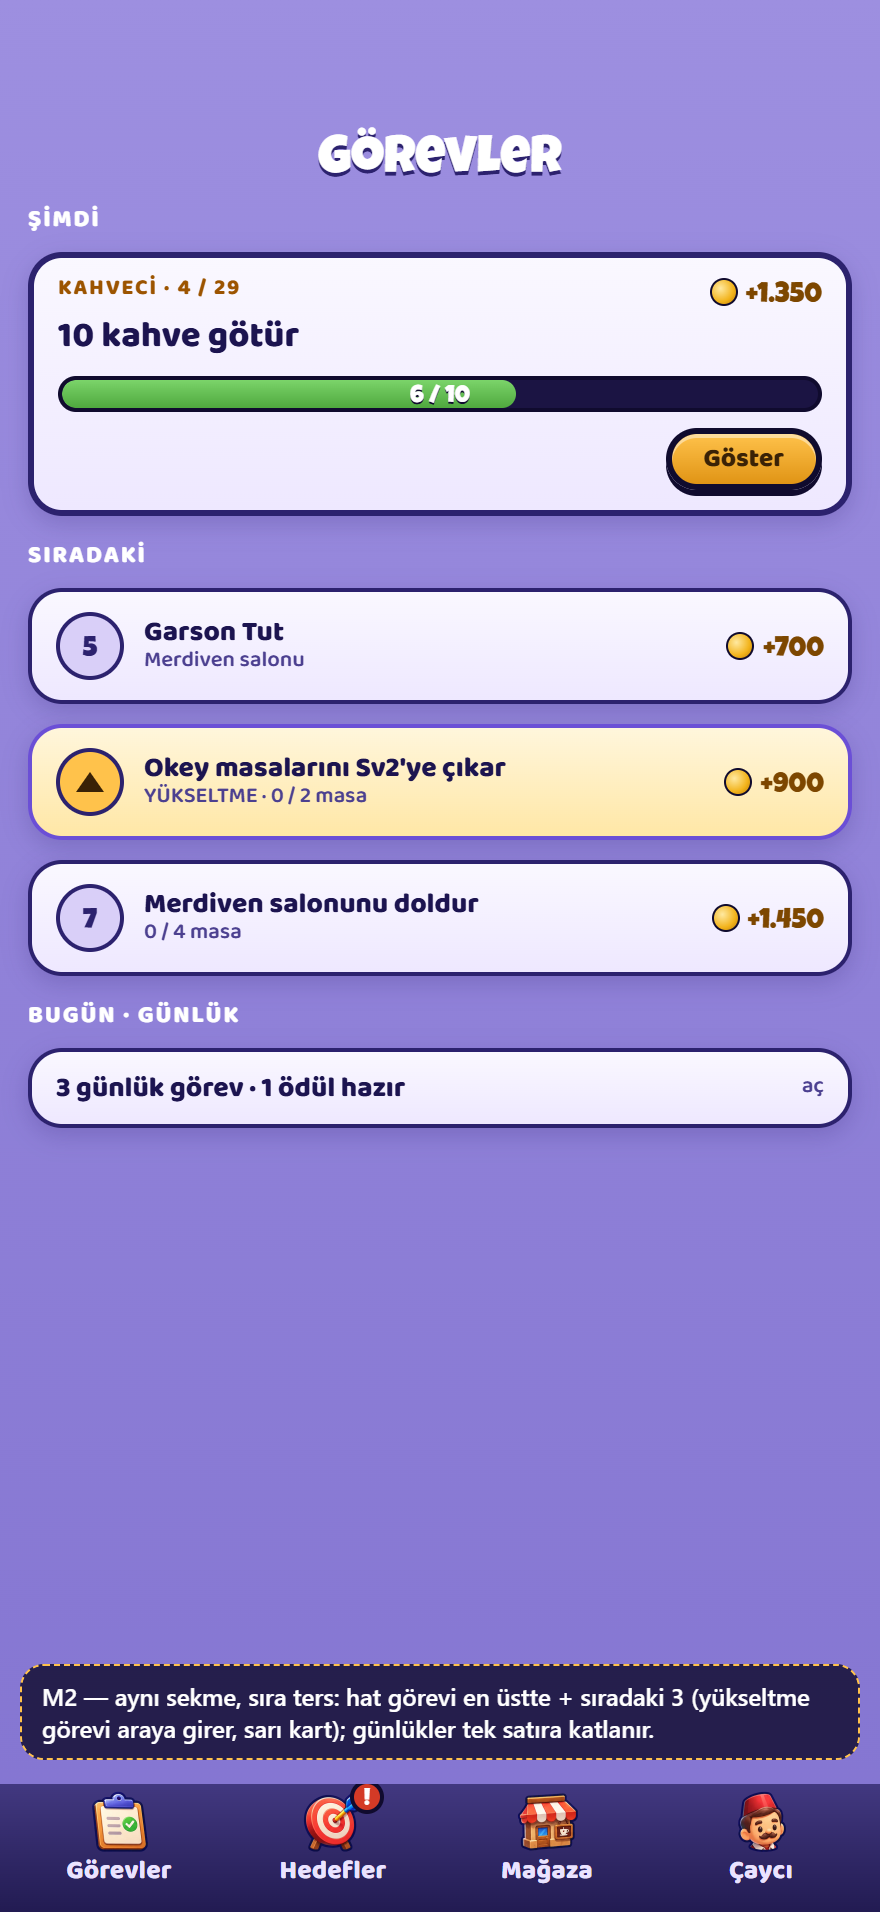 GÖREVLER
ŞİMDİ
KAHVECİ · 4 / 29
+1.350
10 kahve götür
6 / 10
Göster
SIRADAKİ
5
Garson Tut
Merdiven salonu
+700
Okey masalarını Sv2'ye çıkar
YÜKSELTME · 0 / 2 masa
+900
7
Merdiven salonunu doldur
0 / 4 masa
+1.450
BUGÜN · GÜNLÜK
3 günlük görev · 1 ödül hazır
aç
M2 — aynı sekme, sıra ters: hat görevi en üstte + sıradaki 3 (yükseltme
görevi araya girer, sarı kart); günlükler tek satıra katlanır.
!
Görevler
Hedefler
Mağaza
Çaycı